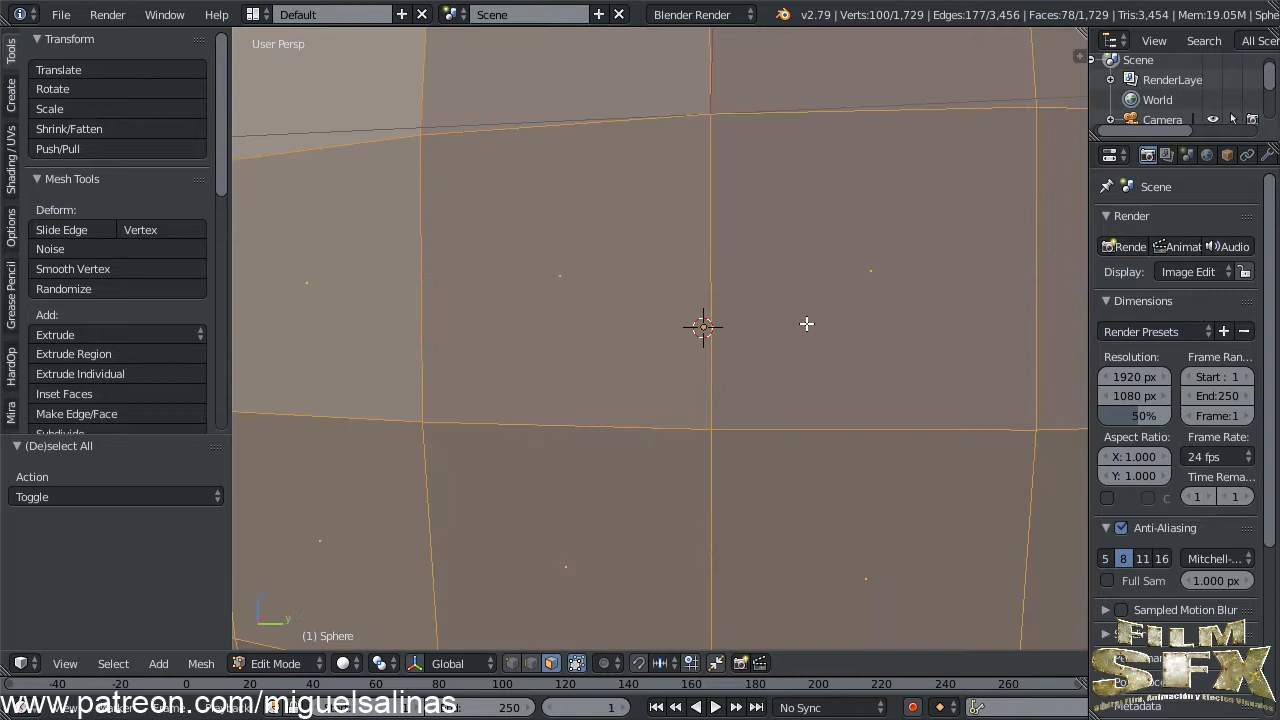 File Render Window Help Default Scene Blender Render v2.79 | Verts:100/1,729 | Edges:177/3,456 | Faces:78/1,729 | Tris:3,454 | Mem:19.05M | Sphe
Tools
Create
Shading / UVs
Options
Grease Pencil
HardOp
Mira
Transform
Translate
Rotate
Scale
Shrink/Fatten
Push/Pull
Mesh Tools
Deform:
Slide Edge Vertex
Noise
Smooth Vertex
Randomize
Add:
Extrude
Extrude Region
Extrude Individual
Inset Faces
Make Edge/Face
(De)select All
Action
Toggle
User Persp
y
(1) Sphere
View Search All Scen
Scene
RenderLaye
World
Camera
Scene
Render
Rende Animat Audio
Display: Image Edit
Dimensions
Render Presets
Resolution: Frame Ran...
1920 px Start : 1
1080 px End:250
50% Frame:1
Aspect Ratio: Frame Rate:
X: 1.000 24 fps
Y: 1.000 Time Rema...
C 1 1
Anti-Aliasing
5 8 11 16 Mitchell-...
Full Sam 1.000 px
Sampled Motion Blur
Metadata
View Select Add Mesh Edit Mode Global
-40 -20 0 20 40 60 80 100 120 140 160 180 200 220 240 260
250 1 No Sync
www.patreon.com/miguelsalinas
FILM
SFX